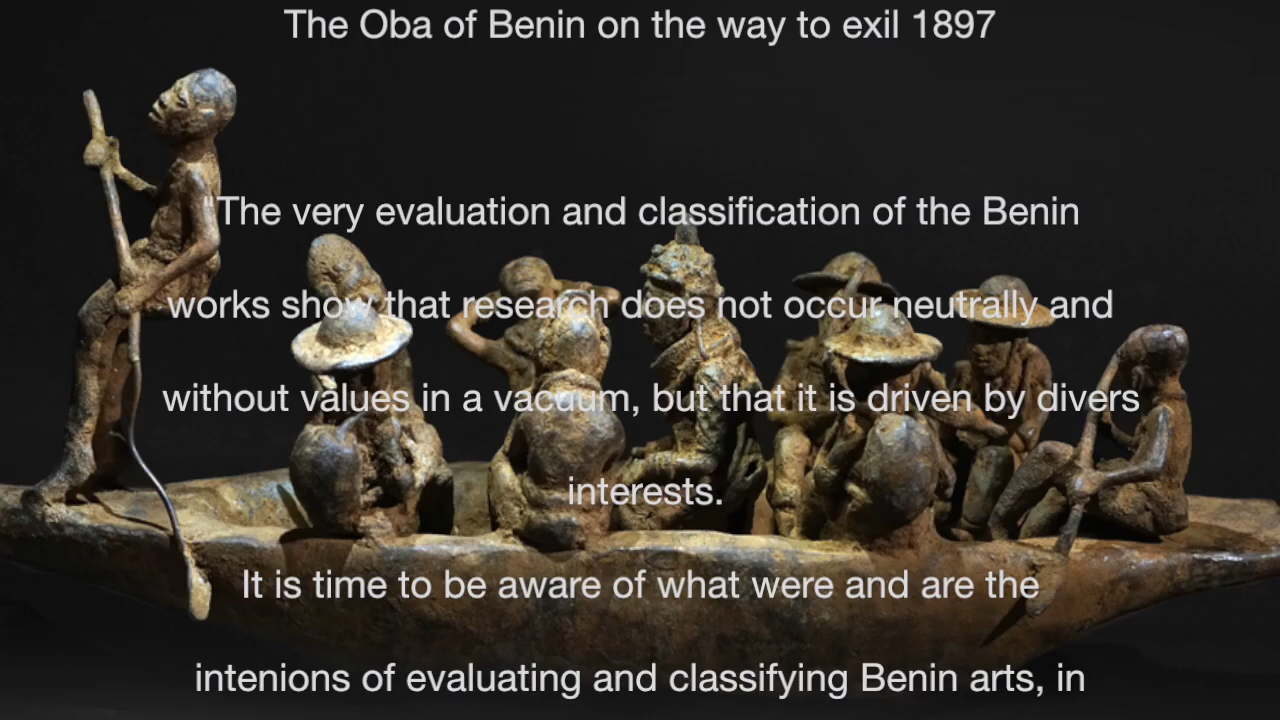 The Oba of Benin on the way to exil 1897
"The very evaluation and classification of the Benin
works show that research does not occur neutrally and
without values in a vacuum, but that it is driven by divers
interests.
It is time to be aware of what were and are the
intenions of evaluating and classifying Benin arts, in